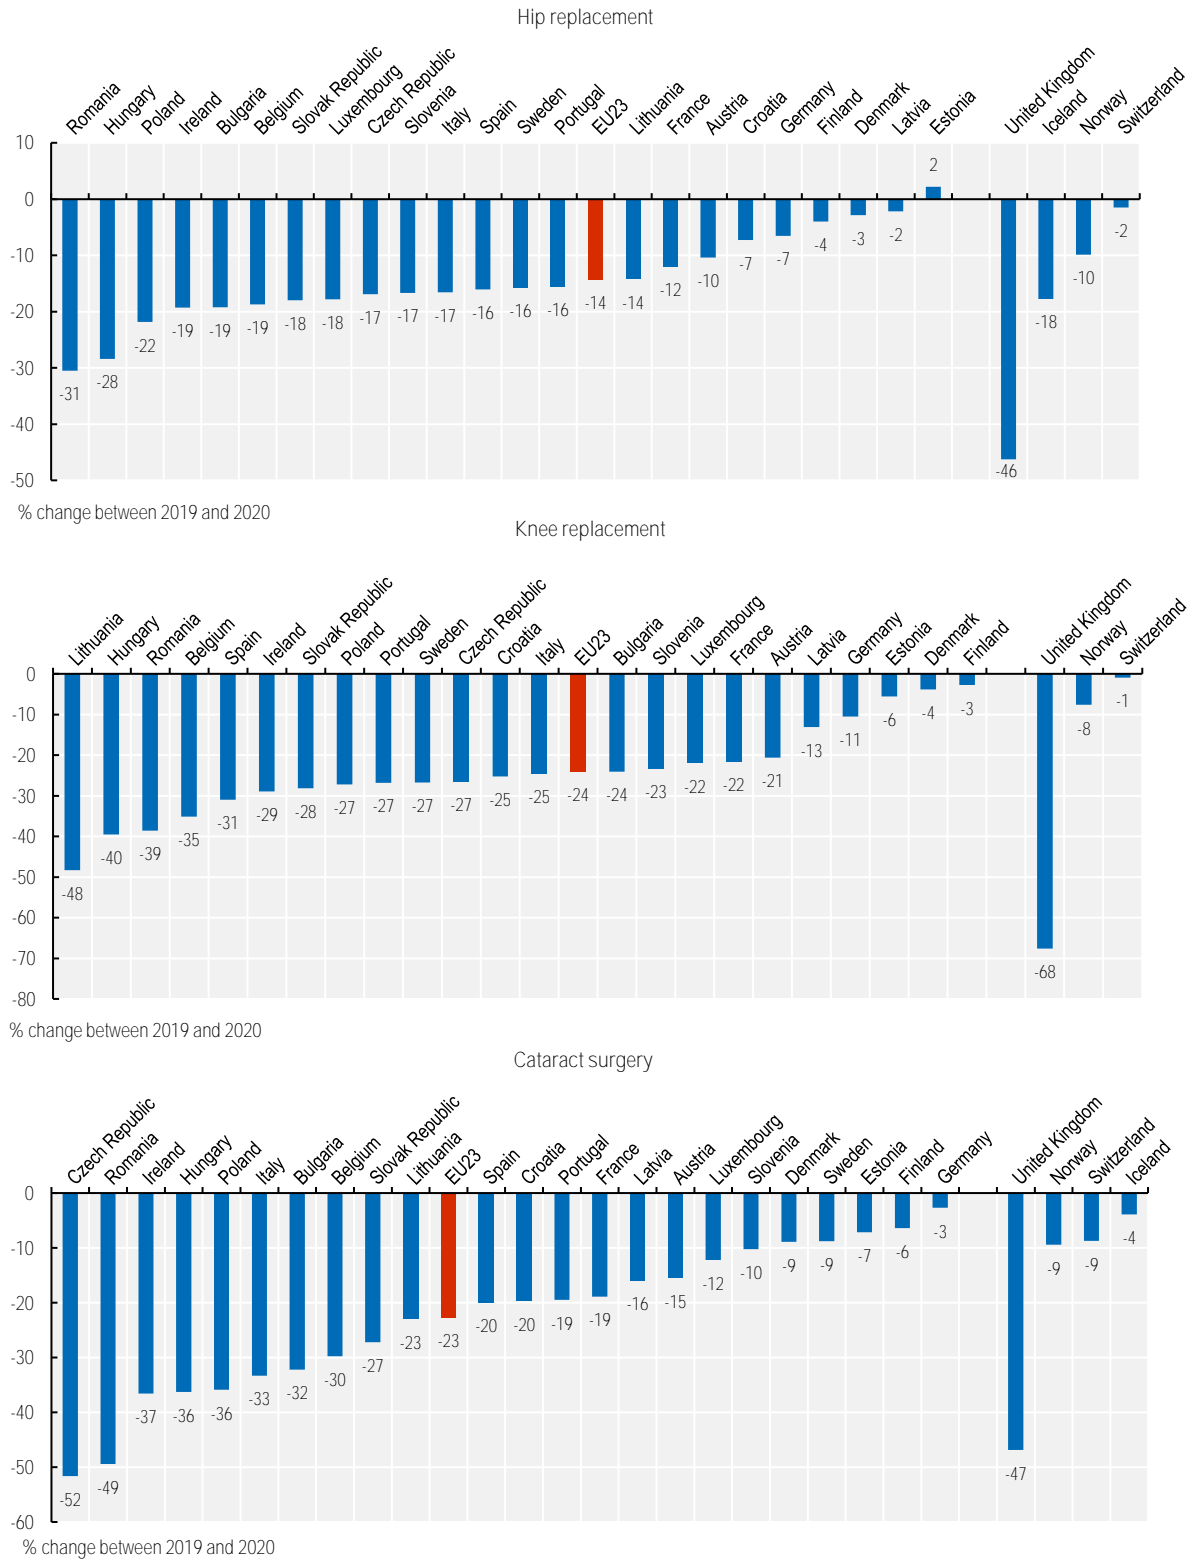 Hip replacement
Romania
Hungary
Poland
Ireland
Bulgaria
Belgium
Slovak Republic
Luxembourg
Czech Republic
Slovenia
Italy
Spain
Sweden
Portugal
EU23
Lithuania
France
Austria
Croatia
Germany
Finland
Denmark
Latvia
Estonia
United Kingdom
Iceland
Norway
Switzerland
10
0
-10
-20
-30
-40
-50
-31
-28
-22
-19
-19
-19
-18
-18
-17
-17
-17
-16
-16
-16
-14
-14
-12
-10
-7
-7
-4
-3
-2
2
-46
-18
-10
-2
% change between 2019 and 2020
Knee replacement
Lithuania
Hungary
Romania
Belgium
Spain
Ireland
Slovak Republic
Poland
Portugal
Sweden
Czech Republic
Croatia
Italy
EU23
Bulgaria
Slovenia
Luxembourg
France
Austria
Latvia
Germany
Estonia
Denmark
Finland
United Kingdom
Norway
Switzerland
0
-10
-20
-30
-40
-50
-60
-70
-80
-48
-40
-39
-35
-31
-29
-28
-27
-27
-27
-27
-25
-25
-24
-24
-23
-22
-22
-21
-13
-11
-6
-4
-3
-68
-8
-1
% change between 2019 and 2020
Cataract surgery
Czech Republic
Romania
Ireland
Hungary
Poland
Italy
Bulgaria
Belgium
Slovak Republic
Lithuania
EU23
Spain
Croatia
Portugal
France
Latvia
Austria
Luxembourg
Slovenia
Denmark
Sweden
Estonia
Finland
Germany
United Kingdom
Norway
Switzerland
Iceland
0
-10
-20
-30
-40
-50
-60
-52
-49
-37
-36
-36
-33
-32
-30
-27
-23
-23
-20
-20
-19
-19
-16
-15
-12
-10
-9
-9
-7
-6
-3
-47
-9
-9
-4
% change between 2019 and 2020